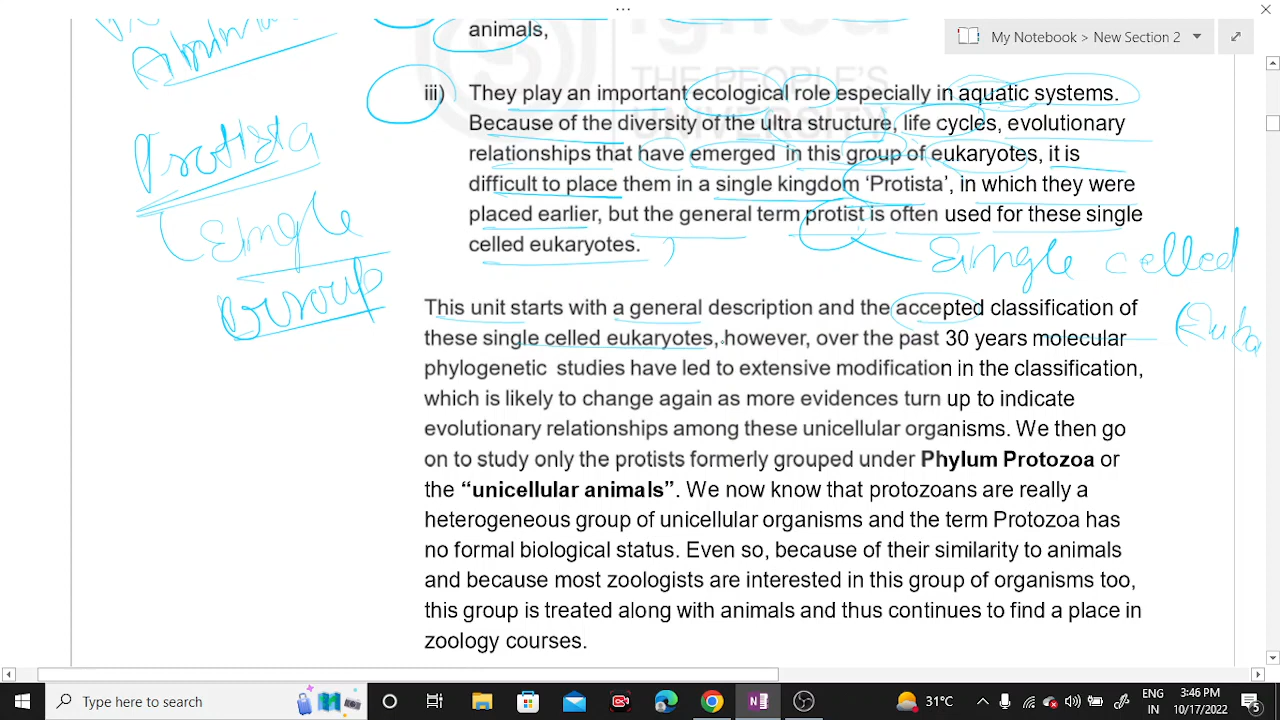 ...
My Notebook > New Section 2
animals,
THE PEOPLE'S
UNIVERSITY
iii) They play an important ecological role especially in aquatic systems.
Because of the diversity of the ultra structure, life cycles, evolutionary
relationships that have emerged in this group of eukaryotes, it is
difficult to place them in a single kingdom ‘Protista’, in which they were
placed earlier, but the general term protist is often used for these single
celled eukaryotes.
Protista
Single
Group
Single celled
This unit starts with a general description and the accepted classification of
these single celled eukaryotes, however, over the past 30 years molecular
phylogenetic studies have led to extensive modification in the classification,
which is likely to change again as more evidences turn up to indicate
evolutionary relationships among these unicellular organisms. We then go
on to study only the protists formerly grouped under Phylum Protozoa or
the “unicellular animals”. We now know that protozoans are really a
heterogeneous group of unicellular organisms and the term Protozoa has
no formal biological status. Even so, because of their similarity to animals
and because most zoologists are interested in this group of organisms too,
this group is treated along with animals and thus continues to find a place in
zoology courses.
Type here to search
31°C
ENG
IN
3:46 PM
10/17/2022
5